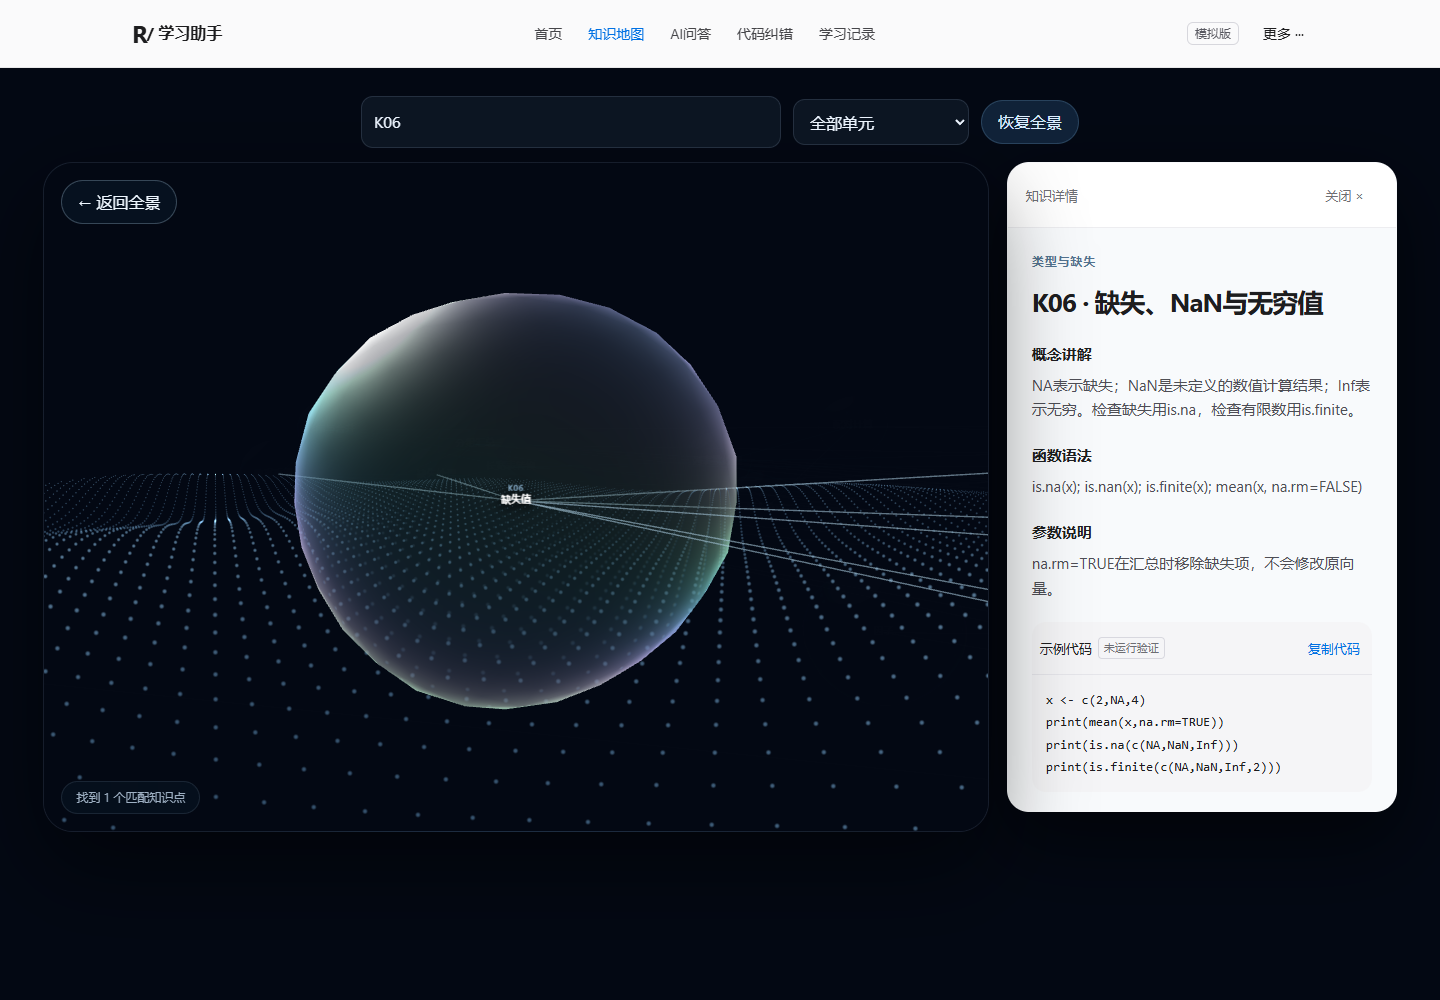 R/ 学习助手
首页 知识地图 AI问答 代码纠错 学习记录
模拟版 更多 ···
K06
全部单元
恢复全景
← 返回全景
K06
缺失值
找到 1 个匹配知识点
知识详情 关闭 ×
类型与缺失
K06 · 缺失、NaN与无穷值
概念讲解
NA表示缺失；NaN是未定义的数值计算结果；Inf表
示无穷。检查缺失用is.na，检查有限数用is.finite。
函数语法
is.na(x); is.nan(x); is.finite(x); mean(x, na.rm=FALSE)
参数说明
na.rm=TRUE在汇总时移除缺失项，不会修改原向
量。
示例代码 未运行验证 复制代码
x <- c(2,NA,4)
print(mean(x,na.rm=TRUE))
print(is.na(c(NA,NaN,Inf)))
print(is.finite(c(NA,NaN,Inf,2)))